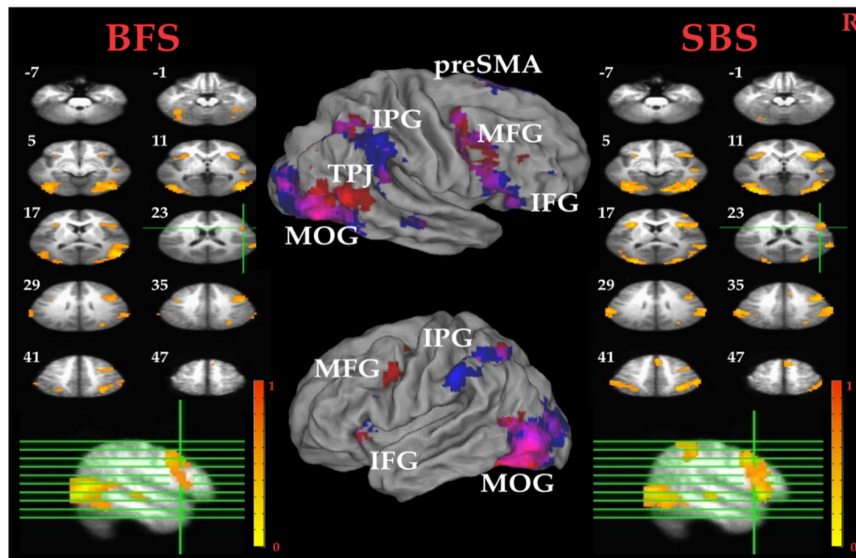 BFS
SBS
R
-7
-1
5
11
17
23
29
35
41
47
1
0
preSMA
IPG
MFG
TPJ
IFG
MOG
IPG
MFG
IFG
MOG
-7
-1
5
11
17
23
29
35
41
47
1
0